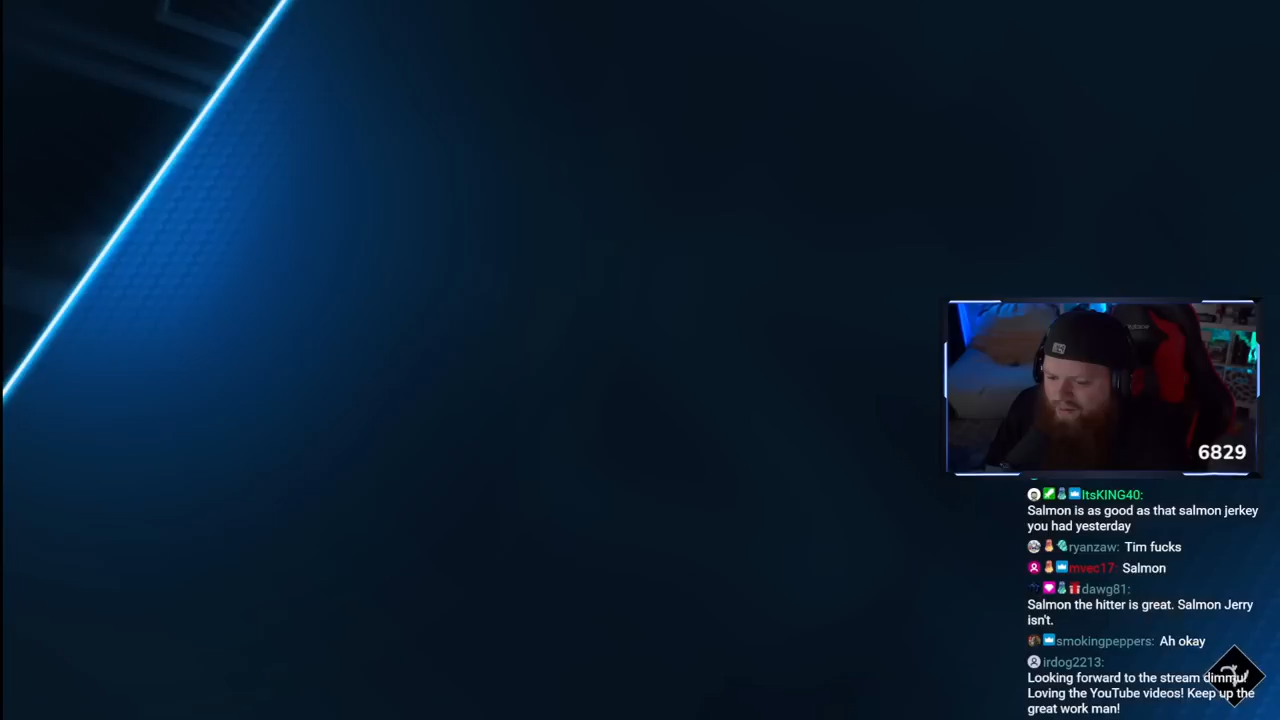 6829
ItsKING40:
Salmon is as good as that salmon jerkey
you had yesterday
ryanzaw: Tim fucks
mvec17: Salmon
dawg81:
Salmon the hitter is great. Salmon Jerry
isn't.
smokingpeppers: Ah okay
irdog2213:
Looking forward to the stream dimmu!
Loving the YouTube videos! Keep up the
great work man!